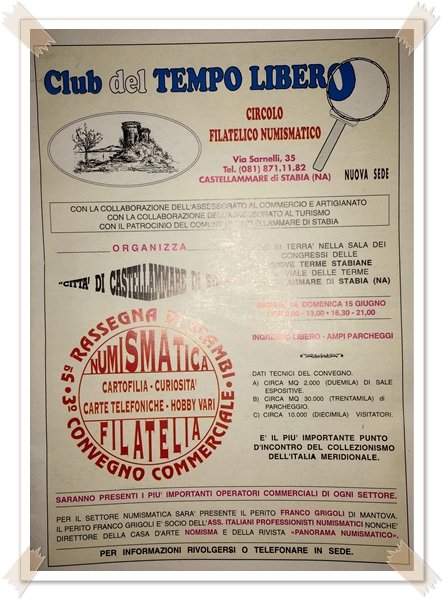 Club del TEMPO LIBERO
CIRCOLO
FILATELICO NUMISMATICO
Via Sarnelli, 35
Tel. (081) 871.11.82
CASTELLAMMARE di STABIA (NA)
NUOVA SEDE
CON LA COLLABORAZIONE DELL'ASSESSORATO AL COMMERCIO E ARTIGIANATO
CON LA COLLABORAZIONE DELL'ASSESSORATO AL TURISMO
CON IL PATROCINIO DEL COMUNE DI CASTELLAMMARE DI STABIA
ORGANIZZA
"CITTA' DI CASTELLAMMARE DI
SI TERRA' NELLA SALA DEI
CONGRESSI DELLE
NUOVE TERME STABIANE
VIALE DELLE TERME
DI STABIA (NA)
SABATO 14, DOMENICA 15 GIUGNO
9,0 - 13,00 - 16,30 - 21,00
INGRESSO LIBERO - AMPI PARCHEGGI
5ª RASSEGNA DI SCAMBI
3º CONVEGNO COMMERCIALE
NUMISMATICA
CARTOFILIA - CURIOSITA'
CARTE TELEFONICHE - HOBBY VARI
FILATELIA
DATI TECNICI DEL CONVEGNO.
A) CIRCA MQ 2.000 (DUEMILA) DI SALE
ESPOSITIVE.
B) CIRCA MQ 30.000 (TRENTAMILA) di
PARCHEGGIO.
C) CIRCA 10.000 (DIECIMILA) VISITATORI.
E' IL PIU' IMPORTANTE PUNTO
D'INCONTRO DEL COLLEZIONISMO
DELL'ITALIA MERIDIONALE.
SARANNO PRESENTI I PIU' IMPORTANTI OPERATORI COMMERCIALI DI OGNI SETTORE.
PER IL SETTORE NUMISMATICA SARA' PRESENTE IL PERITO FRANCO GRIGOLI DI MANTOVA.
IL PERITO FRANCO GRIGOLI E' SOCIO DELL'ASS. ITALIANI PROFESSIONISTI NUMISMATICI NONCHE'
DIRETTORE DELLA CASA D'ARTE NOMISMA E DELLA RIVISTA «PANORAMA NUMISMATICO».
PER INFORMAZIONI RIVOLGERSI O TELEFONARE IN SEDE.